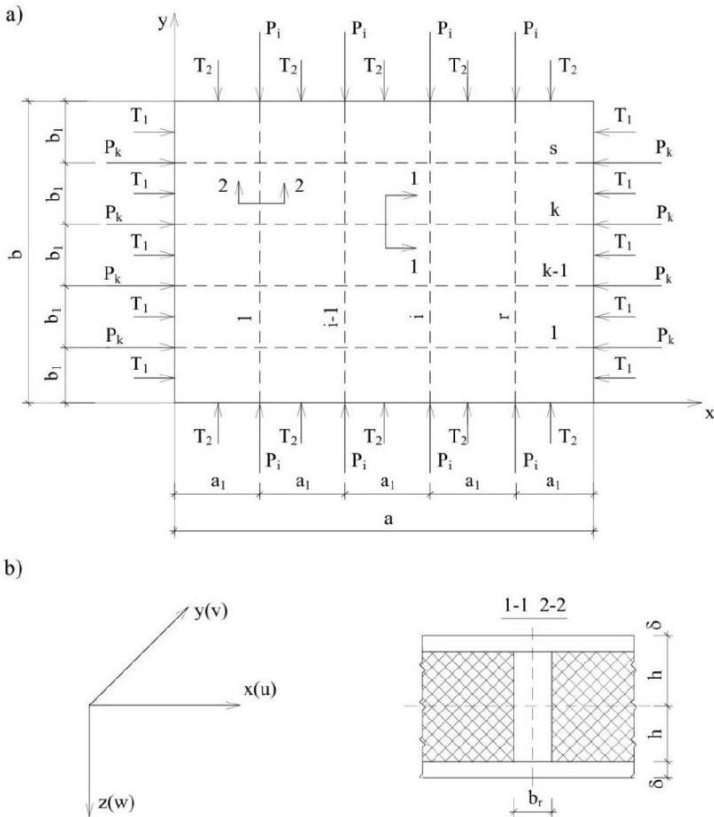 a)
y
P_i P_i P_i P_i
T_2 T_2 T_2 T_2 T_2
T_1 b_1 T_1
P_k s P_k
T_1 b_1 2 2 1 T_1
P_k k P_k
b T_1 b_1 1 T_1
P_k k-1 P_k
T_1 b_1 1 i-1 i r T_1
P_k 1 P_k
T_1 b_1 T_1
x
T_2 T_2 T_2 T_2 T_2
P_i P_i P_i P_i
a_1 a_1 a_1 a_1 a_1
a
b)
y(v)
x(u)
z(w)
1-1 2-2
δ
h
h
δ
b_r